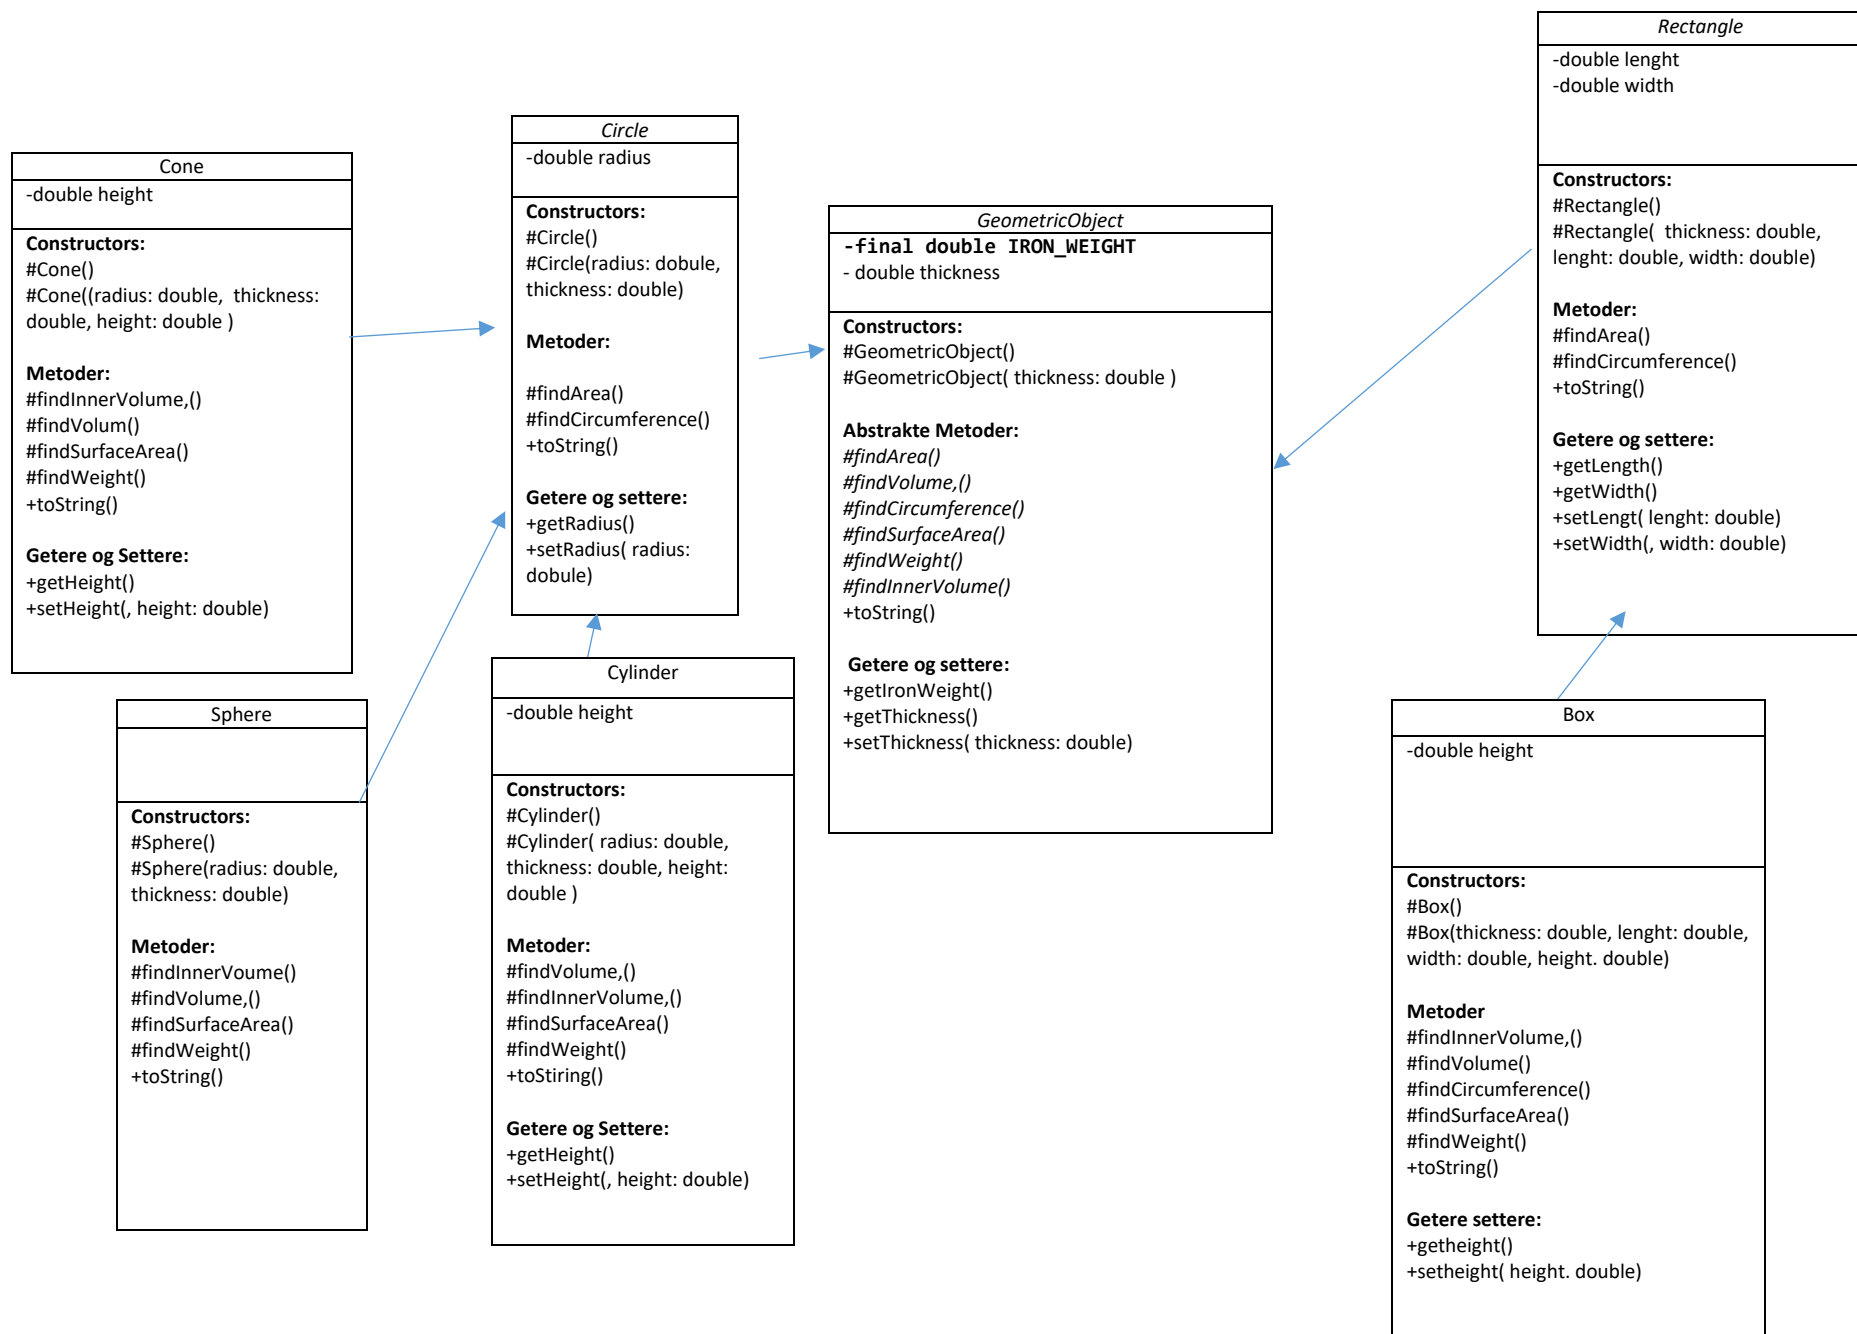 Cone
-double height
Constructors:
#Cone()
#Cone((radius: double,  thickness:
double, height: double )
Metoder:
#findInnerVolume,()
#findVolum()
#findSurfaceArea()
#findWeight()
+toString()
Getere og Settere:
+getHeight()
+setHeight(, height: double)
Circle
-double radius
Constructors:
#Circle()
#Circle(radius: dobule,
thickness: double)
Metoder:
#findArea()
#findCircumference()
+toString()
Getere og settere:
+getRadius()
+setRadius( radius:
dobule)
GeometricObject
-final double IRON_WEIGHT
- double thickness
Constructors:
#GeometricObject()
#GeometricObject( thickness: double )
Abstrakte Metoder:
#findArea()
#findVolume,()
#findCircumference()
#findSurfaceArea()
#findWeight()
#findInnerVolume()
+toString()
Getere og settere:
+getIronWeight()
+getThickness()
+setThickness( thickness: double)
Rectangle
-double lenght
-double width
Constructors:
#Rectangle()
#Rectangle(  thickness: double,
lenght: double, width: double)
Metoder:
#findArea()
#findCircumference()
+toString()
Getere og settere:
+getLength()
+getWidth()
+setLengt( lenght: double)
+setWidth(, width: double)
Sphere
Constructors:
#Sphere()
#Sphere(radius: double,
thickness: double)
Metoder:
#findInnerVoume()
#findVolume,()
#findSurfaceArea()
#findWeight()
+toString()
Cylinder
-double height
Constructors:
#Cylinder()
#Cylinder( radius: double,
thickness: double, height:
double )
Metoder:
#findVolume,()
#findInnerVolume,()
#findSurfaceArea()
#findWeight()
+toStiring()
Getere og Settere:
+getHeight()
+setHeight(, height: double)
Box
-double height
Constructors:
#Box()
#Box(thickness: double, lenght: double,
width: double, height. double)
Metoder
#findInnerVolume,()
#findVolume()
#findCircumference()
#findSurfaceArea()
#findWeight()
+toString()
Getere settere:
+getheight()
+setheight( height. double)